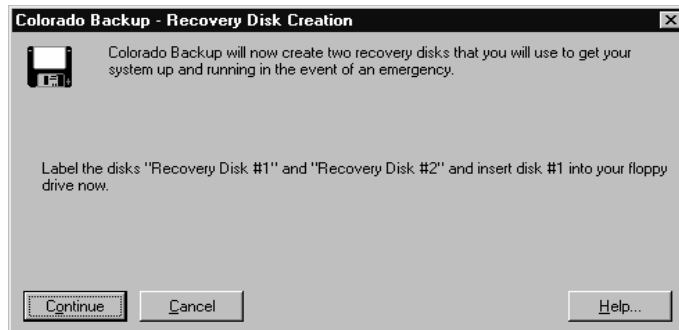 Colorado Backup - Recovery Disk Creation
Colorado Backup will now create two recovery disks that you will use to get your
system up and running in the event of an emergency.
Label the disks "Recovery Disk #1" and "Recovery Disk #2" and insert disk #1 into your floppy
drive now.
Continue
Cancel
Help...